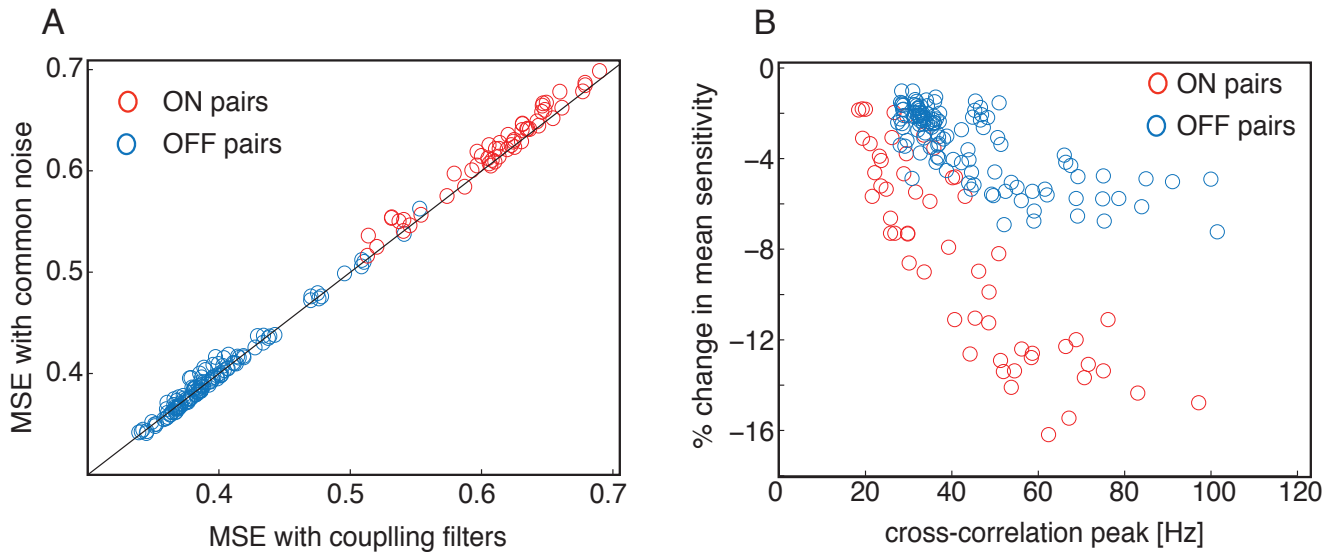 A
MSE with common noise
0.7
0.6
0.5
0.4
ON pairs
OFF pairs
0.4
0.5
0.6
0.7
MSE with couplling filters
B
% change in mean sensitivity
0
−4
−8
−12
−16
ON pairs
OFF pairs
0
20
40
60
80
100
120
cross-correlation peak [Hz]